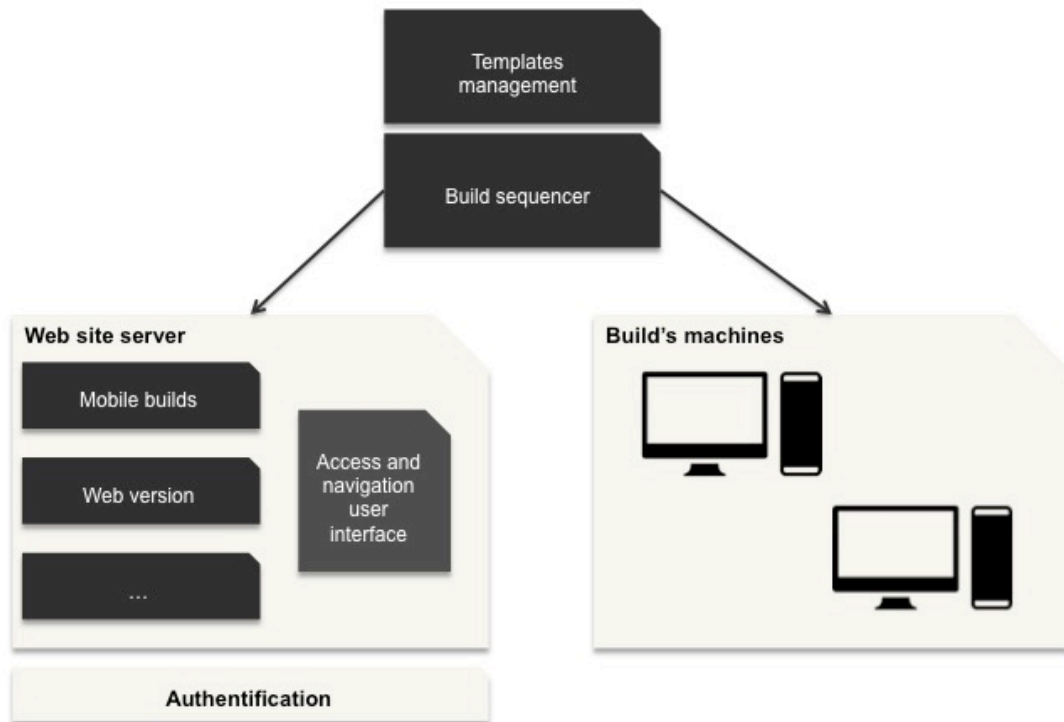 Templates
management
Build sequencer
Web site server
Mobile builds
Web version
...
Access and
navigation
user
interface
Build's machines
Authentification